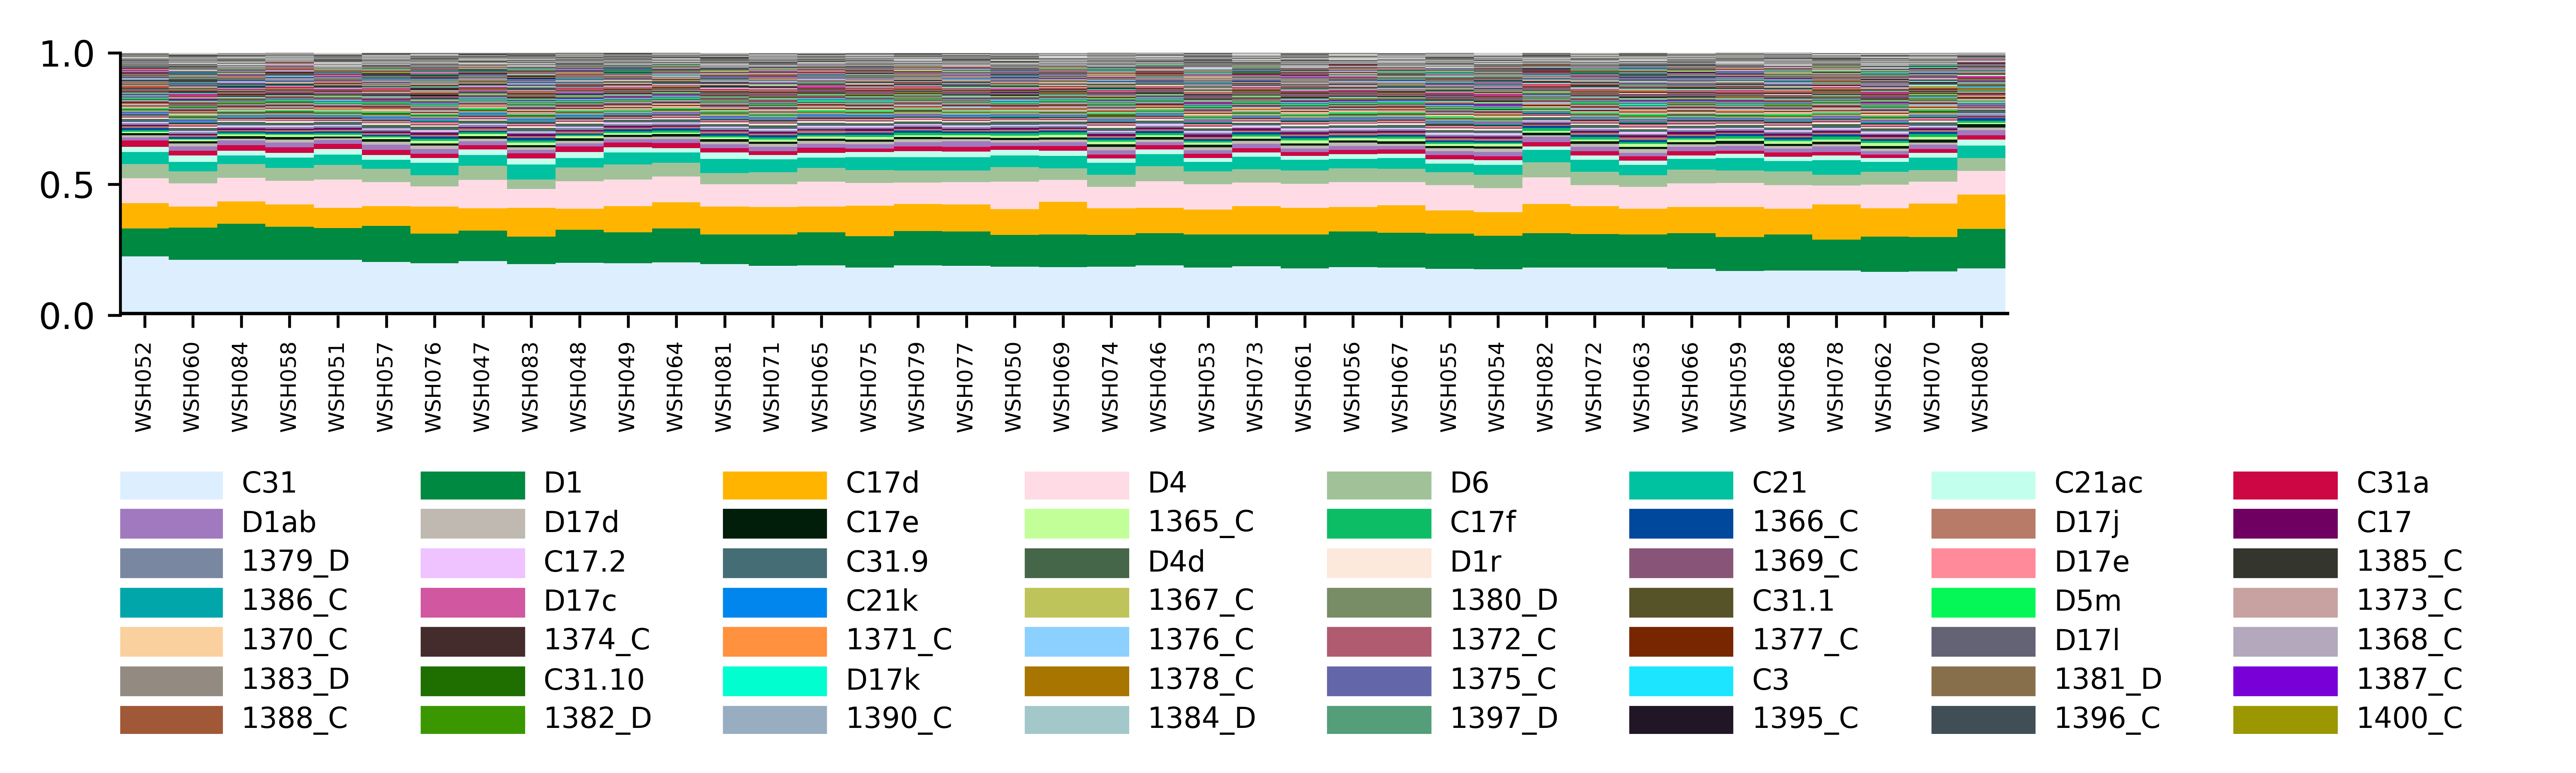 1.0
0.5
0.0
WSH052 WSH060 WSH084 WSH058 WSH051 WSH057 WSH076 WSH047 WSH083 WSH048 WSH049 WSH064 WSH081 WSH071 WSH065 WSH075 WSH079 WSH077 WSH050 WSH069 WSH074 WSH046 WSH053 WSH073 WSH061 WSH056 WSH067 WSH055 WSH054 WSH082 WSH072 WSH063 WSH066 WSH059 WSH068 WSH078 WSH062 WSH070 WSH080
C31 D1 C17d D4 D6 C21 C21ac C31a
D1ab D17d C17e 1365_C C17f 1366_C D17j C17
1379_D C17.2 C31.9 D4d D1r 1369_C D17e 1385_C
1386_C D17c C21k 1367_C 1380_D C31.1 D5m 1373_C
1370_C 1374_C 1371_C 1376_C 1372_C 1377_C D17l 1368_C
1383_D C31.10 D17k 1378_C 1375_C C3 1381_D 1387_C
1388_C 1382_D 1390_C 1384_D 1397_D 1395_C 1396_C 1400_C